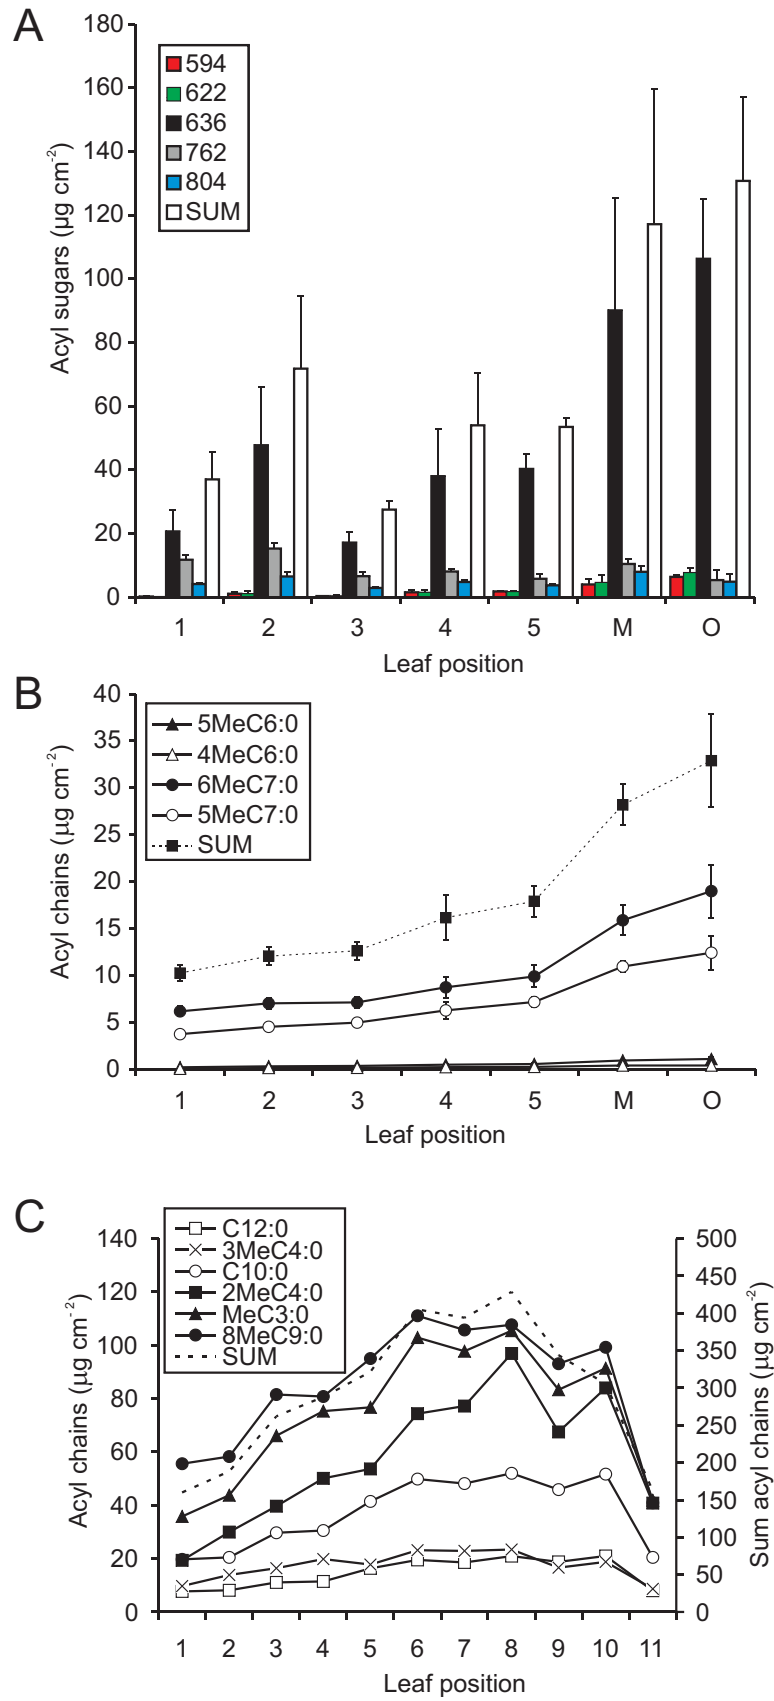 A
Acyl sugars (µg cm-2)
180
160
140
120
100
80
60
40
20
0
594
622
636
762
804
SUM
1 2 3 4 5 M O
Leaf position
B
Acyl chains (µg cm-2)
40
35
30
25
20
15
10
5
0
5MeC6:0
4MeC6:0
6MeC7:0
5MeC7:0
SUM
1 2 3 4 5 M O
Leaf position
C
Acyl chains (µg cm-2)
140
120
100
80
60
40
20
0
C12:0
3MeC4:0
C10:0
2MeC4:0
MeC3:0
8MeC9:0
SUM
500
450
400
350
300
250
200
150
100
50
0
Sum acyl chains (µg cm-2)
1 2 3 4 5 6 7 8 9 10 11
Leaf position